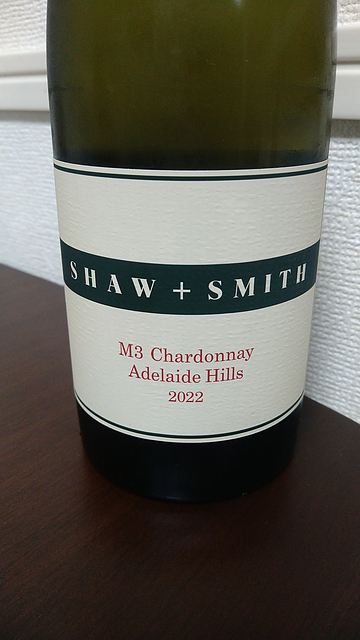 SHAW + SMITH
M3 Chardonnay
Adelaide Hills
2022